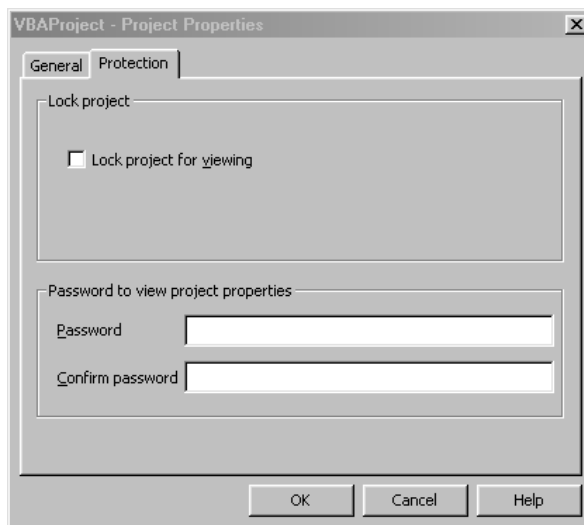 VBAProject - Project Properties
General Protection
Lock project
Lock project for viewing
Password to view project properties
Password
Confirm password
OK Cancel Help